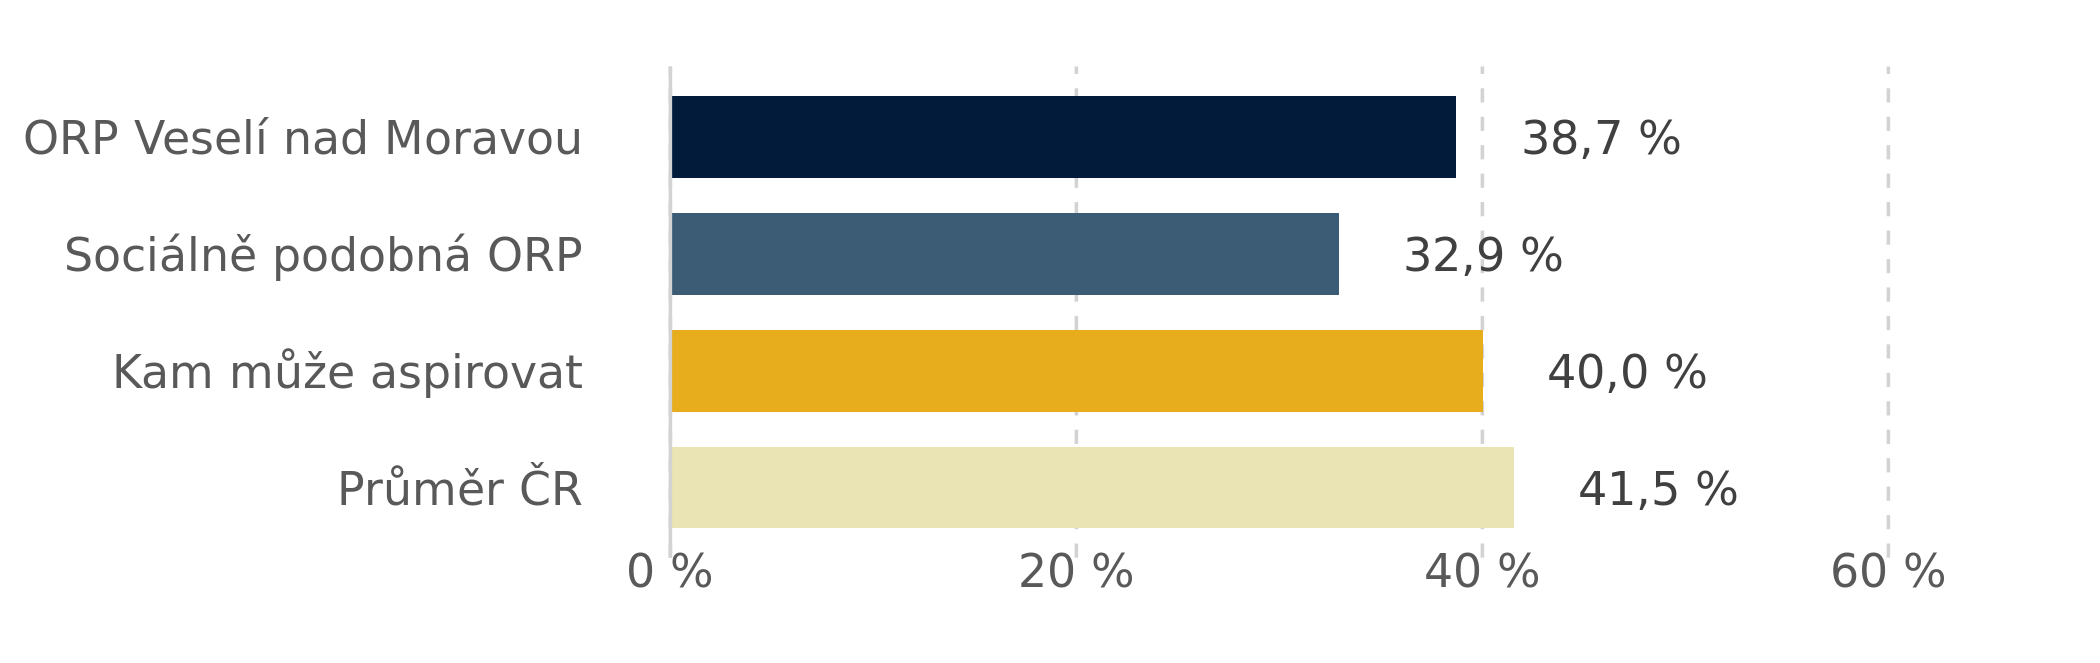 ORP Veselí nad Moravou 38,7 %
Sociálně podobná ORP 32,9 %
Kam může aspirovat 40,0 %
Průměr ČR 41,5 %
0 % 20 % 40 % 60 %